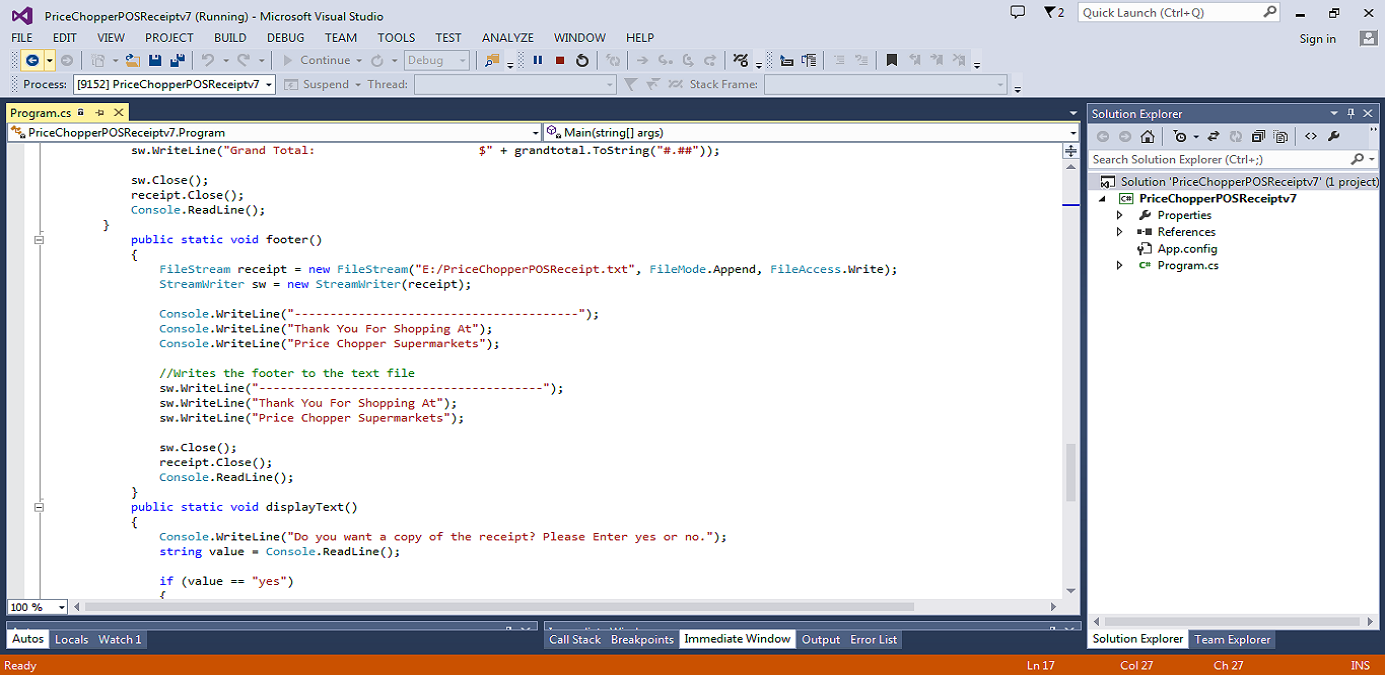 PriceChopperPOSReceiptv7 (Running) - Microsoft Visual Studio
2
Quick Launch (Ctrl+Q)
FILE EDIT VIEW PROJECT BUILD DEBUG TEAM TOOLS TEST ANALYZE WINDOW HELP
Sign in
Continue
Debug
Process: [9152] PriceChopperPOSReceiptv7 Suspend Thread: Stack Frame:
Program.cs
PriceChopperPOSReceiptv7.Program
Main(string[] args)
sw.WriteLine("Grand Total:                       $" + grandtotal.ToString("#.##"));
sw.Close();
receipt.Close();
Console.ReadLine();
}
public static void footer()
{
FileStream receipt = new FileStream("E:/PriceChopperPOSReceipt.txt", FileMode.Append, FileAccess.Write);
StreamWriter sw = new StreamWriter(receipt);
Console.WriteLine("----------------------------------------");
Console.WriteLine("Thank You For Shopping At");
Console.WriteLine("Price Chopper Supermarkets");
//Writes the footer to the text file
sw.WriteLine("----------------------------------------");
sw.WriteLine("Thank You For Shopping At");
sw.WriteLine("Price Chopper Supermarkets");
sw.Close();
receipt.Close();
Console.ReadLine();
}
public static void displayText()
{
Console.WriteLine("Do you want a copy of the receipt? Please Enter yes or no.");
string value = Console.ReadLine();
if (value == "yes")
{
100 %
Autos Locals Watch 1
Call Stack Breakpoints Immediate Window Output Error List
Solution Explorer
Search Solution Explorer (Ctrl+;)
Solution 'PriceChopperPOSReceiptv7' (1 project)
C# PriceChopperPOSReceiptv7
Properties
References
App.config
C# Program.cs
Solution Explorer Team Explorer
Ready
Ln 17 Col 27 Ch 27 INS